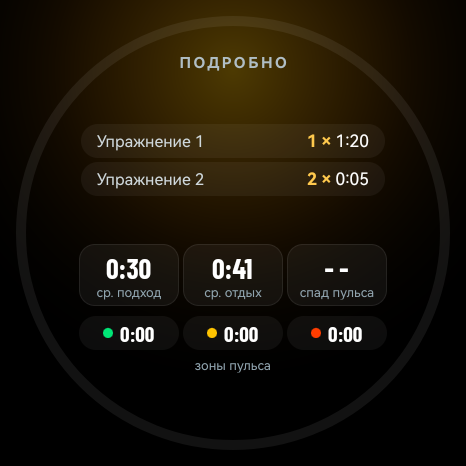 ПОДРОБНО
Упражнение 1 1 × 1:20
Упражнение 2 2 × 0:05
0:30 0:41 --
ср. подход ср. отдых спад пульса
0:00 0:00 0:00
зоны пульса